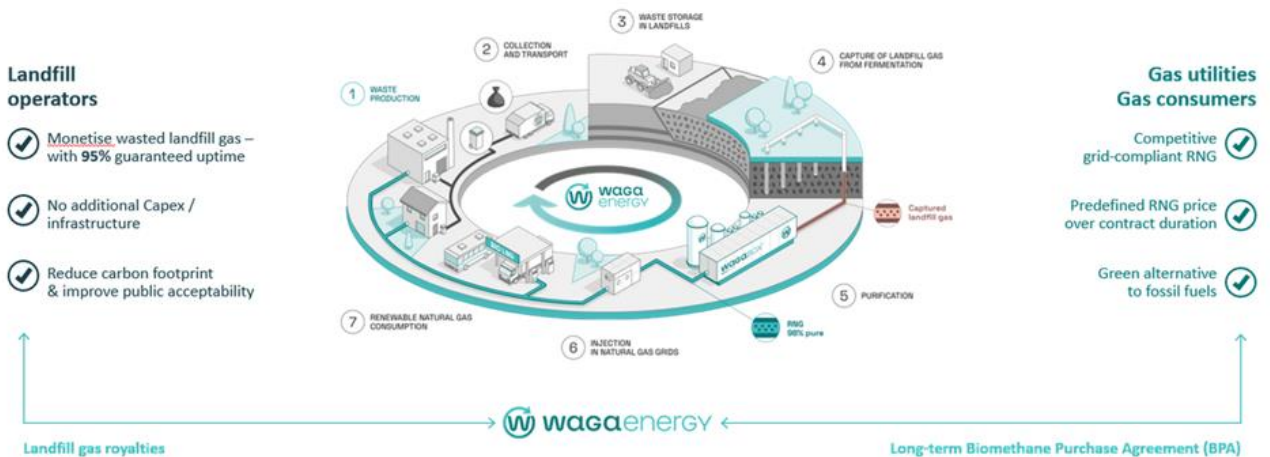 Landfill
operators
Monetise wasted landfill gas –
with 95% guaranteed uptime
No additional Capex /
infrastructure
Reduce carbon footprint
& improve public acceptability
1 WASTE
PRODUCTION
2 COLLECTION
AND TRANSPORT
3 WASTE STORAGE
IN LANDFILLS
4 CAPTURE OF LANDFILL GAS
FROM FERMENTATION
Captured
landfill gas
5 PURIFICATION
RNG
98% pure
6 INJECTION
IN NATURAL GAS GRIDS
7 RENEWABLE NATURAL GAS
CONSUMPTION
waga
energy
wagabox
Gas utilities
Gas consumers
Competitive
grid-compliant RNG
Predefined RNG price
over contract duration
Green alternative
to fossil fuels
wagaenergy
Landfill gas royalties
Long-term Biomethane Purchase Agreement (BPA)